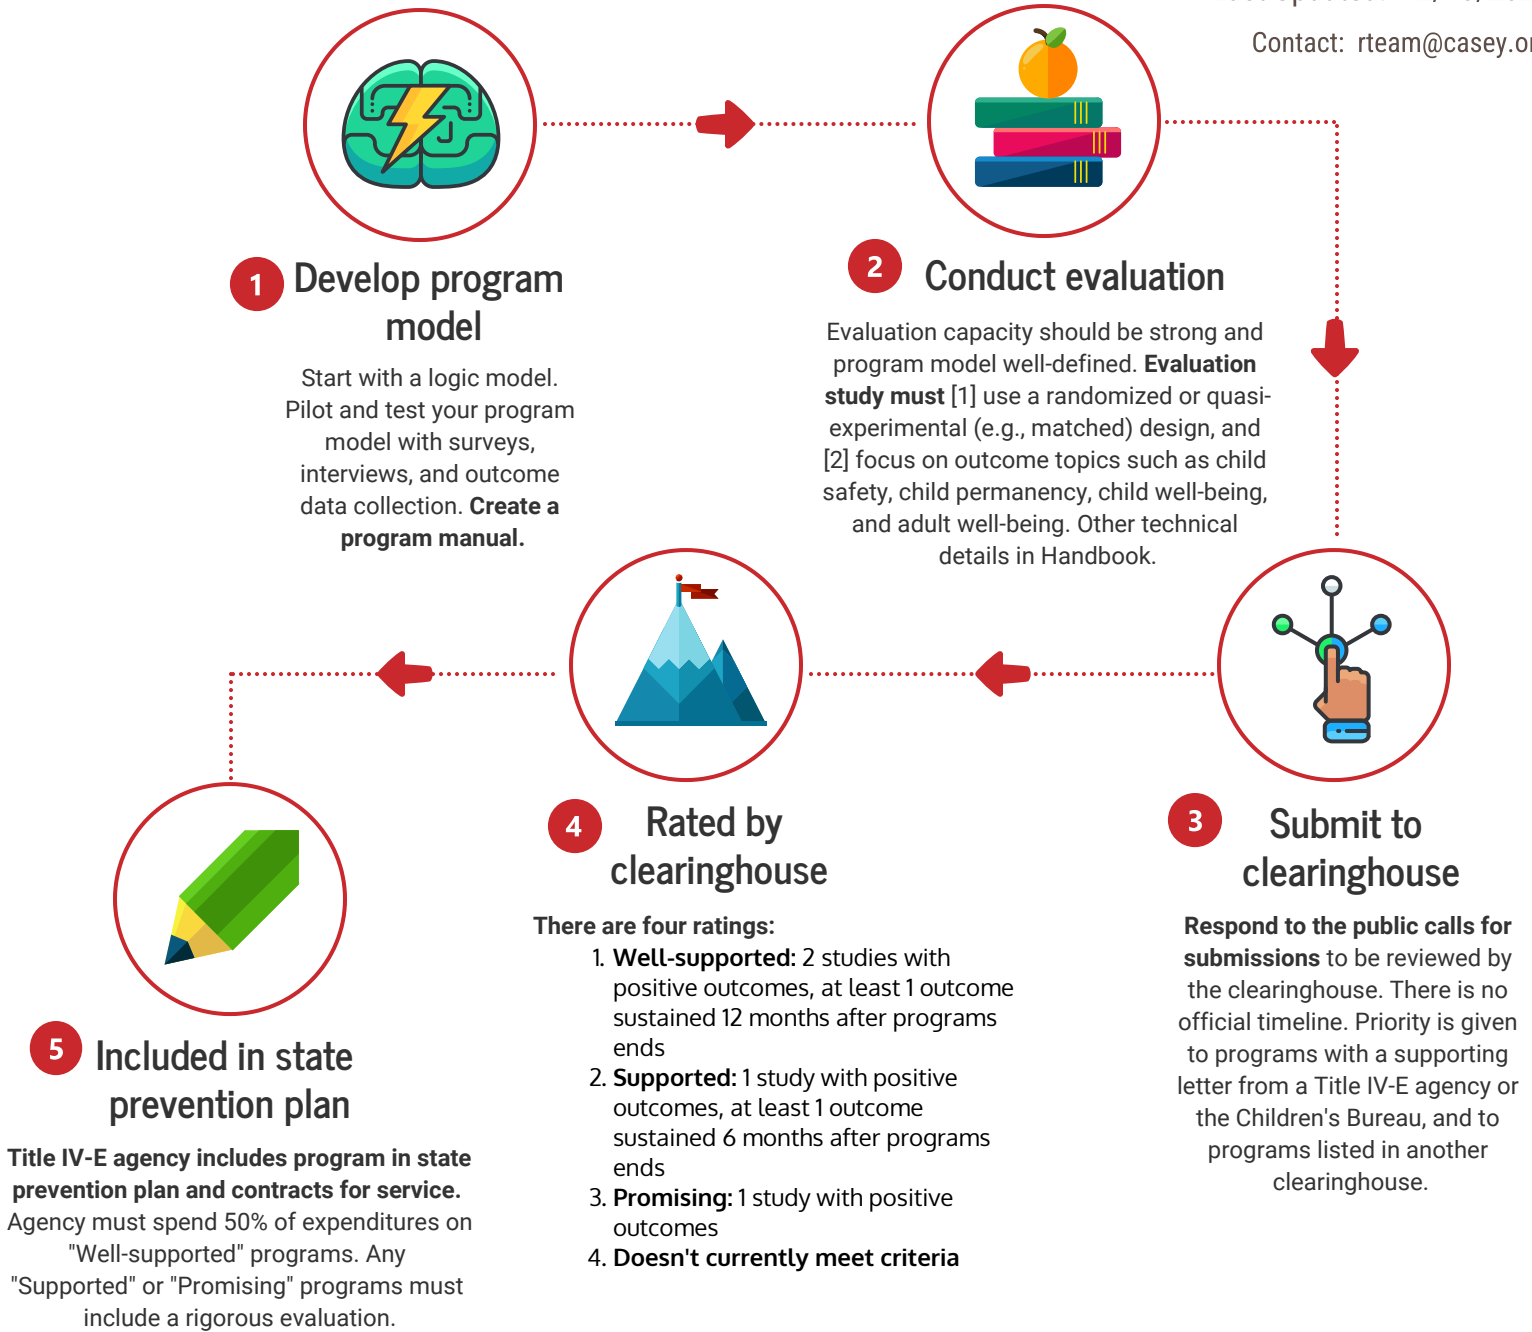 Contact: rteam@casey.or
1
Develop program
model
Start with a logic model.
Pilot and test your program
model with surveys,
interviews, and outcome
data collection. Create a
program manual.
2
Conduct evaluation
Evaluation capacity should be strong and
program model well-defined. Evaluation
study must [1] use a randomized or quasi-
experimental (e.g., matched) design, and
[2] focus on outcome topics such as child
safety, child permanency, child well-being,
and adult well-being. Other technical
details in Handbook.
3
Submit to
clearinghouse
Respond to the public calls for
submissions to be reviewed by
the clearinghouse. There is no
official timeline. Priority is given
to programs with a supporting
letter from a Title IV-E agency or
the Children's Bureau, and to
programs listed in another
clearinghouse.
4
Rated by
clearinghouse
There are four ratings:
1. Well-supported: 2 studies with
positive outcomes, at least 1 outcome
sustained 12 months after programs
ends
2. Supported: 1 study with positive
outcomes, at least 1 outcome
sustained 6 months after programs
ends
3. Promising: 1 study with positive
outcomes
4. Doesn't currently meet criteria
5
Included in state
prevention plan
Title IV-E agency includes program in state
prevention plan and contracts for service.
Agency must spend 50% of expenditures on
"Well-supported" programs. Any
"Supported" or "Promising" programs must
include a rigorous evaluation.